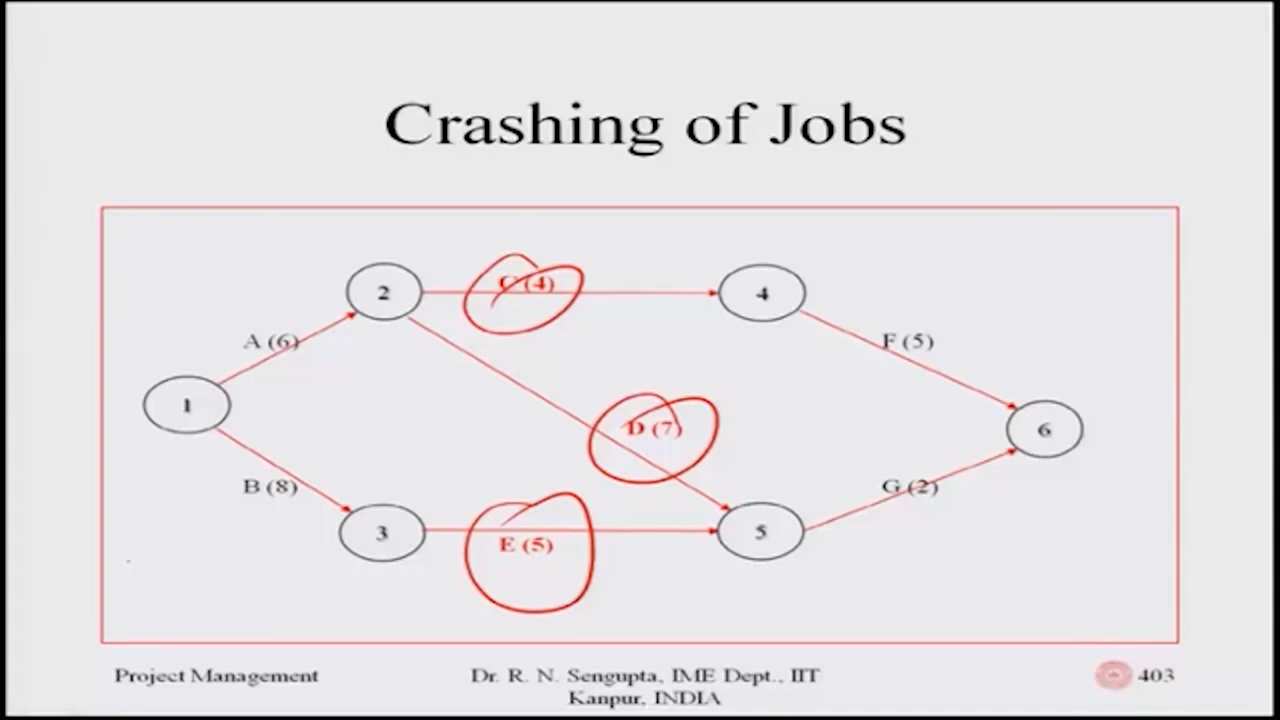 Crashing of Jobs
2
C (4)
4
A (6)
F (5)
1
D (7)
6
B (8)
G (2)
3
E (5)
5
Project Management
Dr. R. N. Sengupta, IME Dept., IIT
Kanpur, INDIA
403